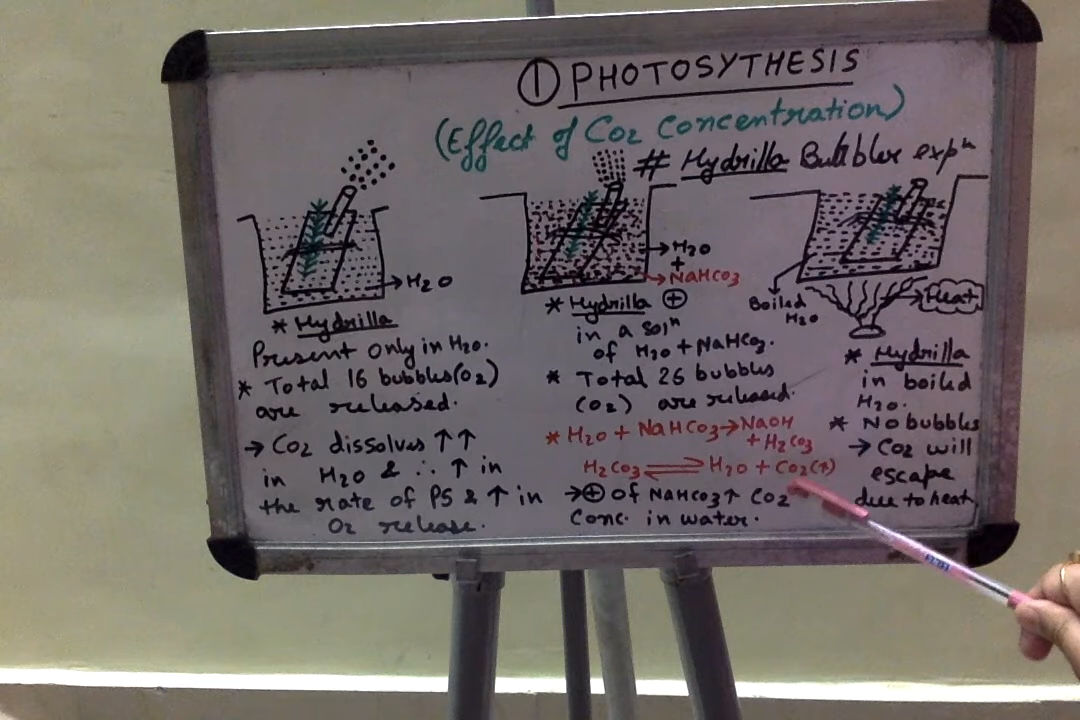 ① PHOTOSYTHESIS
(Effect of Co2 Concentration)
# Hydrilla Bubbler expⁿ
→ H2O
* Hydrilla
Present Only in H2O.
* Total 16 bubbles(O2)
are released.
→ CO2 dissolves ↑↑
in H2O & ∴ ↑ in
the rate of PS & ↑ in
O2 release.
→ H2O
+
→ NaHCO3
* Hydrilla ⊕
in a solⁿ
of H2O + NaHCO3.
* Total 26 bubbles
(O2) are released.
* H2O + NaHCO3 → NaOH
+ H2CO3
H2CO3 ⇌ H2O + CO2(↑)
→ ⊕ of NaHCO3 ↑ CO2
Conc. in water.
Boiled
H2O
→ Heat
* Hydrilla
in boiled
H2O.
* No bubbles
→ CO2 will
escape
due to heat